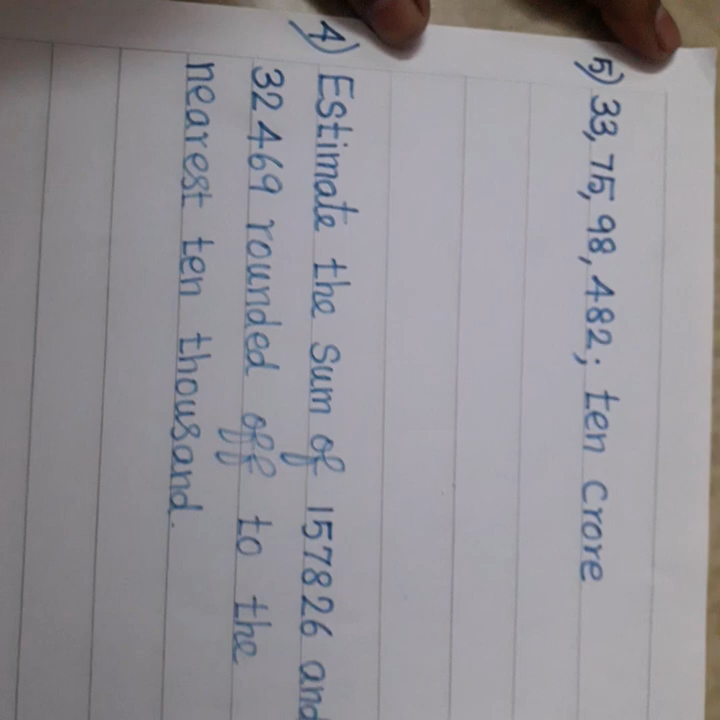 5) 33,75,98,482; ten crore
4) Estimate the sum of 157826 and
32469 rounded off to the
nearest ten thousand.